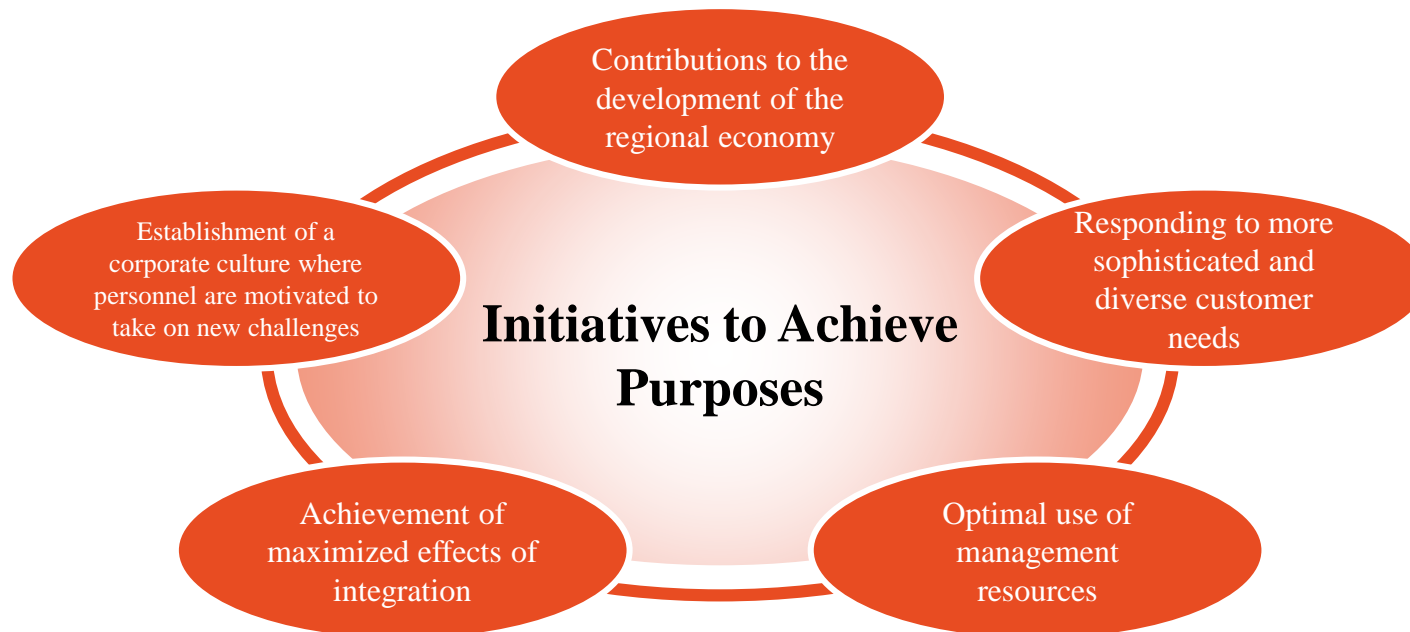 Contributions to the
development of the
regional economy
Establishment of a
corporate culture where
personnel are motivated to
take on new challenges
Responding to more
sophisticated and
diverse customer
needs
Initiatives to Achieve
Purposes
Achievement of
maximized effects of
integration
Optimal use of
management
resources